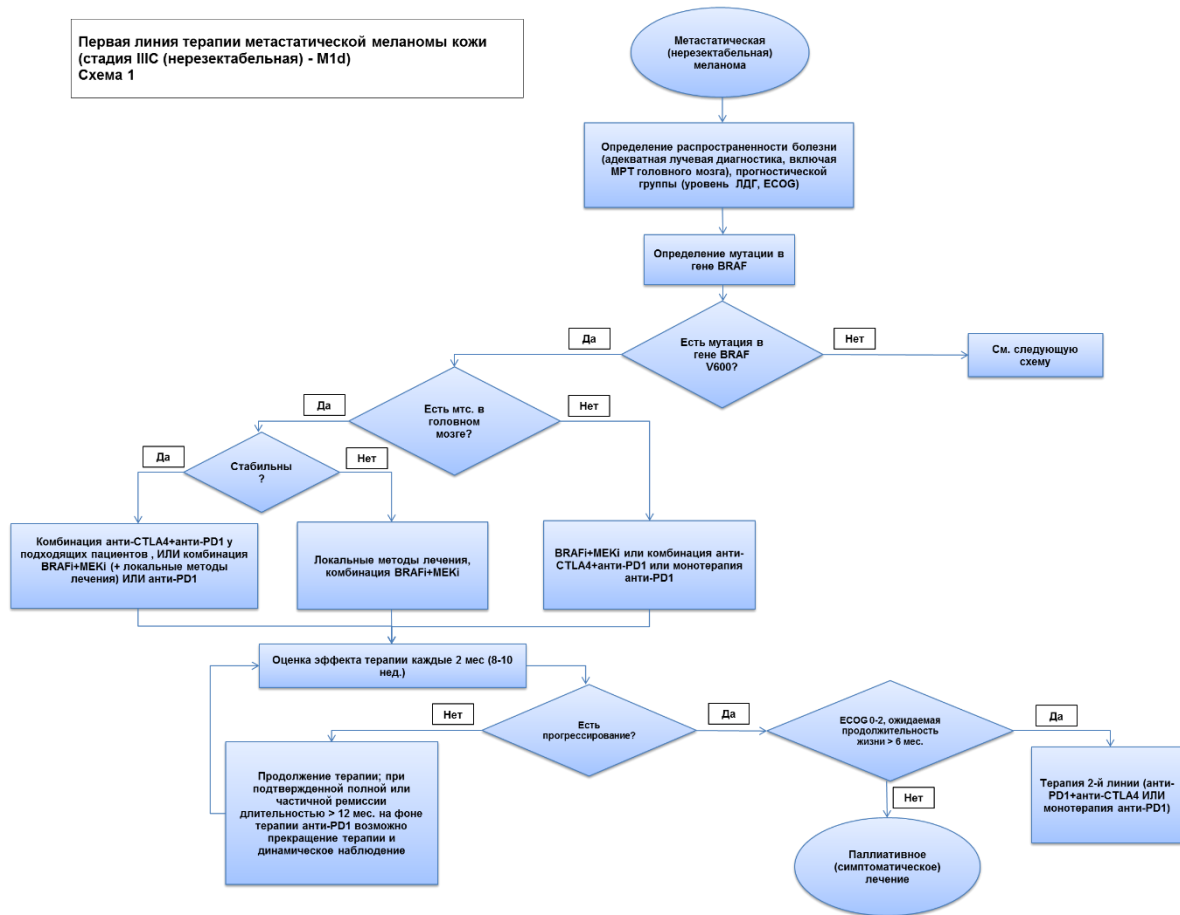 Первая линия терапии метастатической меланомы кожи
(стадия IIIC (нерезектабельная) - M1d)
Схема 1
Метастатическая
(нерезектабельная)
меланома
Определение распространенности болезни
(адекватная лучевая диагностика, включая
МРТ головного мозга), прогностической
группы (уровень ЛДГ, ECOG)
Определение мутации в
гене BRAF
Есть мутация в
гене BRAF
V600?
Да
Нет
См. следующую
схему
Есть мтс. в
головном
мозге?
Да
Нет
Стабильны
?
Да
Нет
Комбинация анти-CTLA4+анти-PD1 у
подходящих пациентов , ИЛИ комбинация
BRAFi+MEKi (+ локальные методы
лечения) ИЛИ анти-PD1
Локальные методы лечения,
комбинация BRAFi+MEKi
BRAFi+MEKi или комбинация анти-
CTLA4+анти-PD1 или монотерапия
анти-PD1
Оценка эффекта терапии каждые 2 мес (8-10
нед.)
Есть
прогрессирование?
Нет
Да
Продолжение терапии; при
подтвержденной полной или
частичной ремиссии
длительностью > 12 мес. на фоне
терапии анти-PD1 возможно
прекращение терапии и
динамическое наблюдение
ECOG 0-2, ожидаемая
продолжительность
жизни > 6 мес.
Да
Нет
Терапия 2-й линии (анти-
PD1+анти-CTLA4 ИЛИ
монотерапия анти-PD1)
Паллиативное
(симптоматическое)
лечение